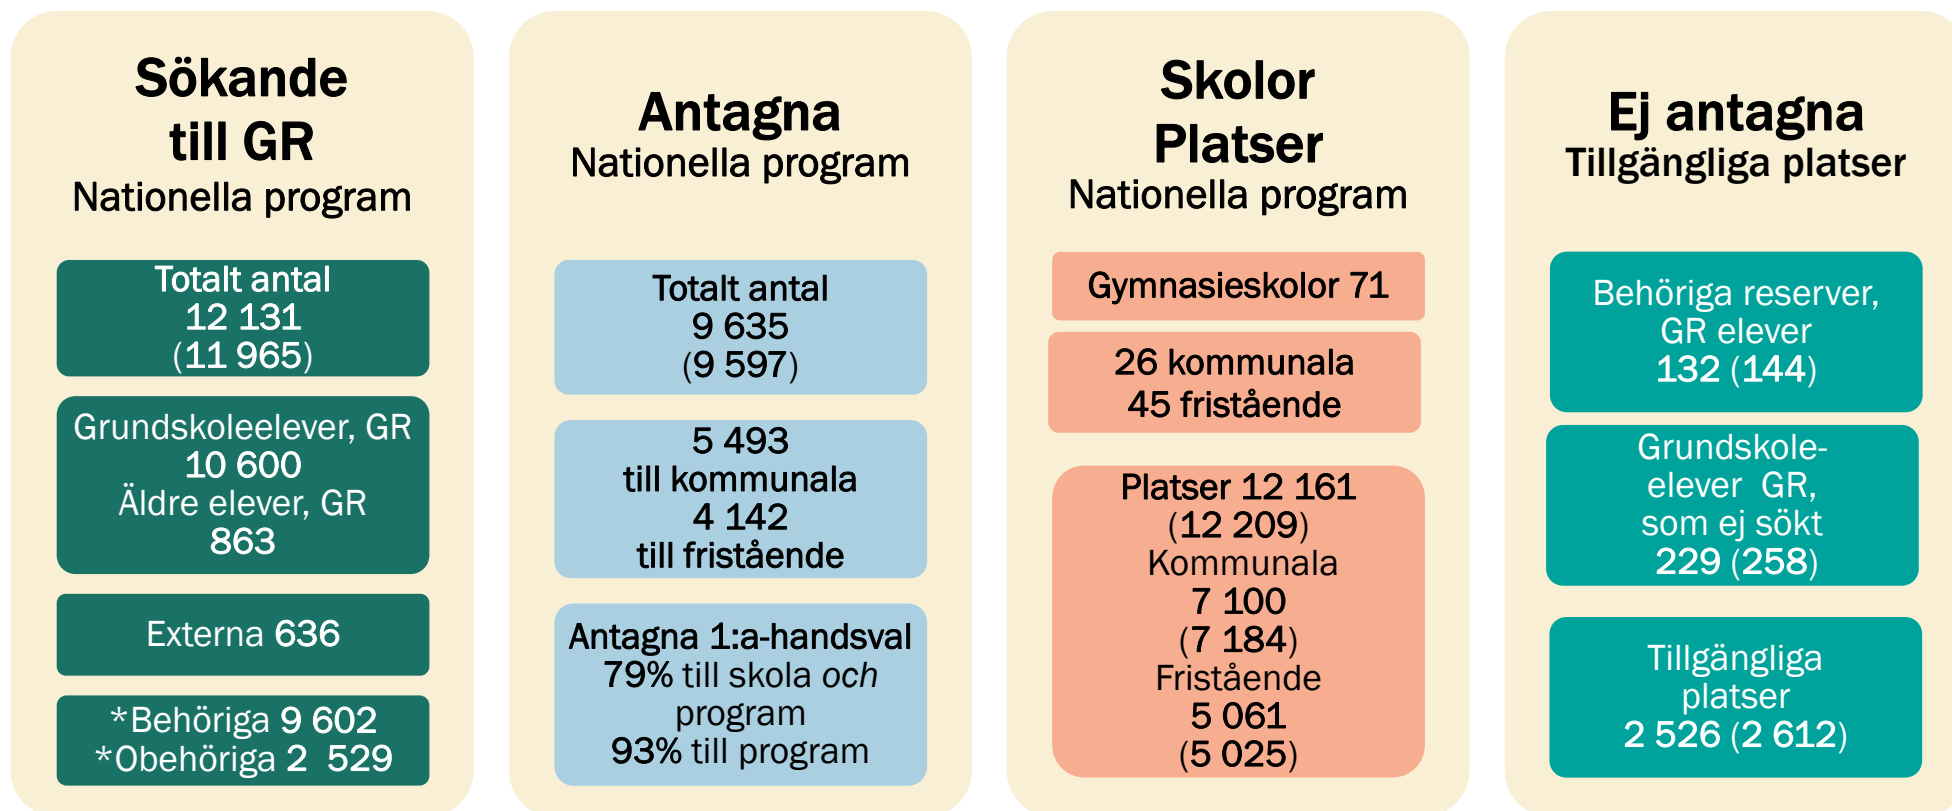 Sökande
till GR
Nationella program
Totalt antal
12 131
(11 965)
Grundskoleelever, GR
10 600
Äldre elever, GR
863
Externa 636
*Behöriga 9 602
*Obehöriga 2  529
Antagna
Nationella program
Totalt antal
9 635
(9 597)
5 493
till kommunala
4 142
till fristående
Antagna 1:a-handsval
79% till skola och
program
93% till program
Skolor
Platser
Nationella program
Gymnasieskolor 71
26 kommunala
45 fristående
Platser 12 161
(12 209)
Kommunala
7 100
(7 184)
Fristående
5 061
(5 025)
Ej antagna
Tillgängliga platser
Behöriga reserver,
GR elever
132 (144)
Grundskole-
elever  GR,
som ej sökt
229 (258)
Tillgängliga
platser
2 526 (2 612)